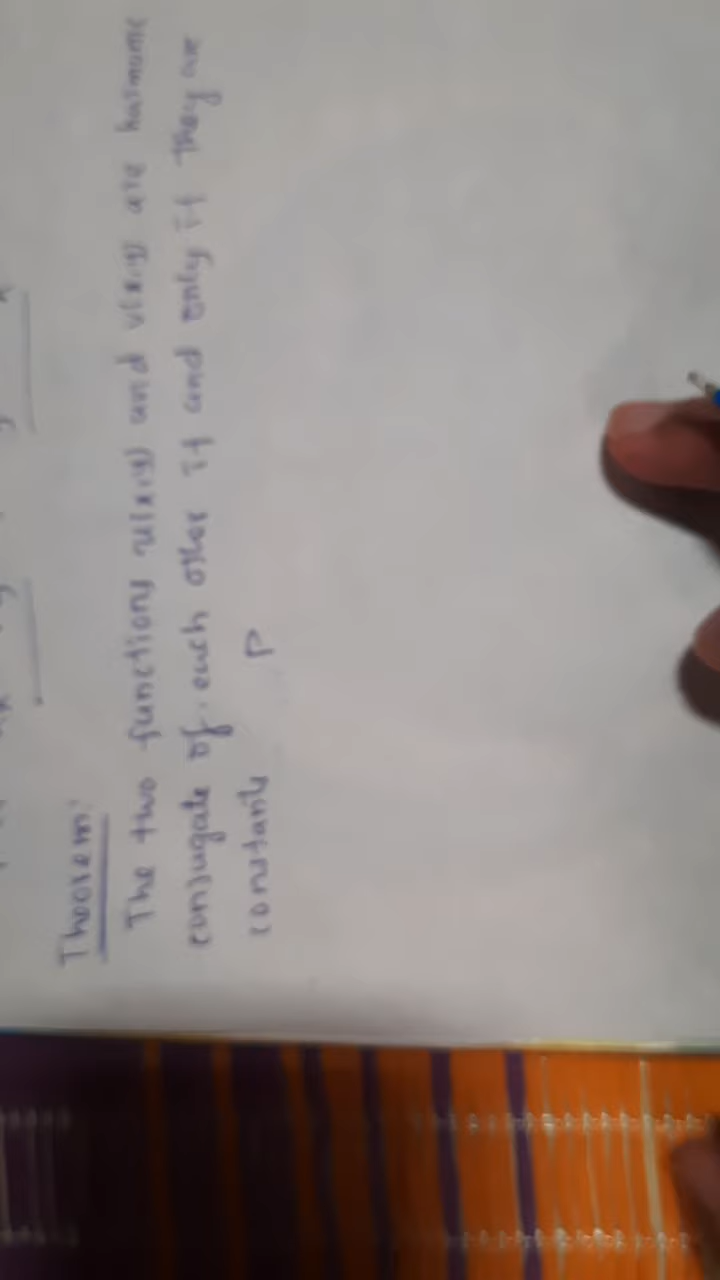 Theorem:
The two functions u(x,y) and v(x,y) are harmonic
conjugate of each other if and only if they are
constants P